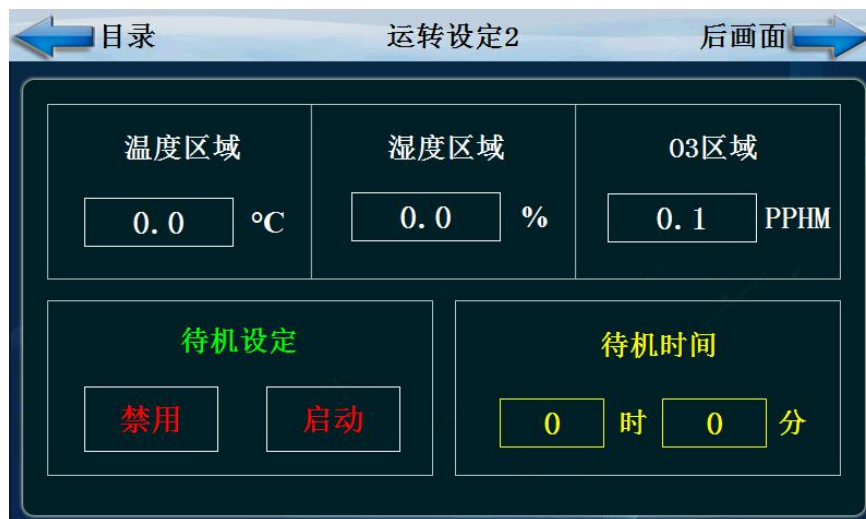 目录 运转设定2 后画面
温度区域 湿度区域 O3区域
0.0 °C 0.0 % 0.1 PPHM
待机设定 待机时间
禁用 启动 0 时 0 分